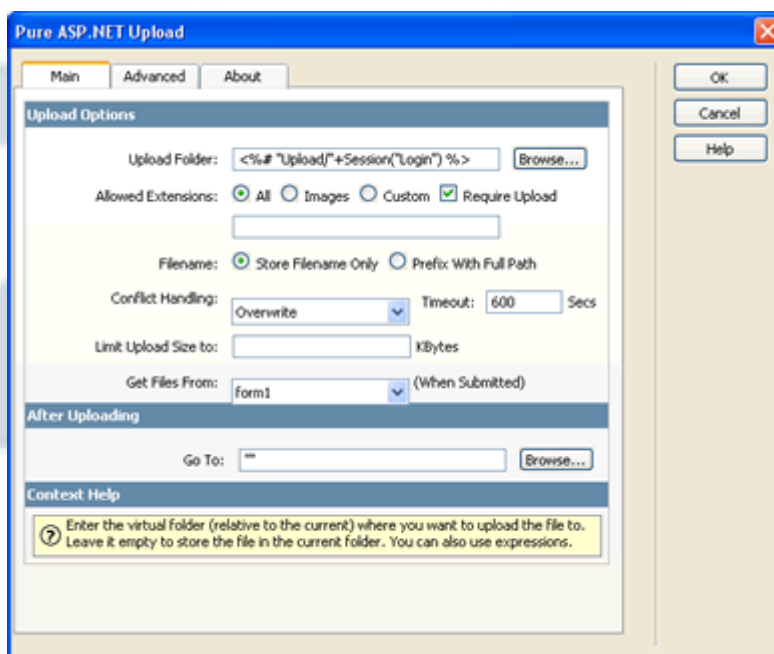 Pure ASP.NET Upload
Main Advanced About
OK
Cancel
Help
Upload Options
Upload Folder: <%# "Upload/"+Session("Login") %> Browse...
Allowed Extensions: All Images Custom Require Upload
Filename: Store Filename Only Prefix With Full Path
Conflict Handling: Overwrite Timeout: 600 Secs
Limit Upload Size to: KBytes
Get Files From: form1 (When Submitted)
After Uploading
Go To: "" Browse...
Context Help
Enter the virtual folder (relative to the current) where you want to upload the file to.
Leave it empty to store the file in the current folder. You can also use expressions.